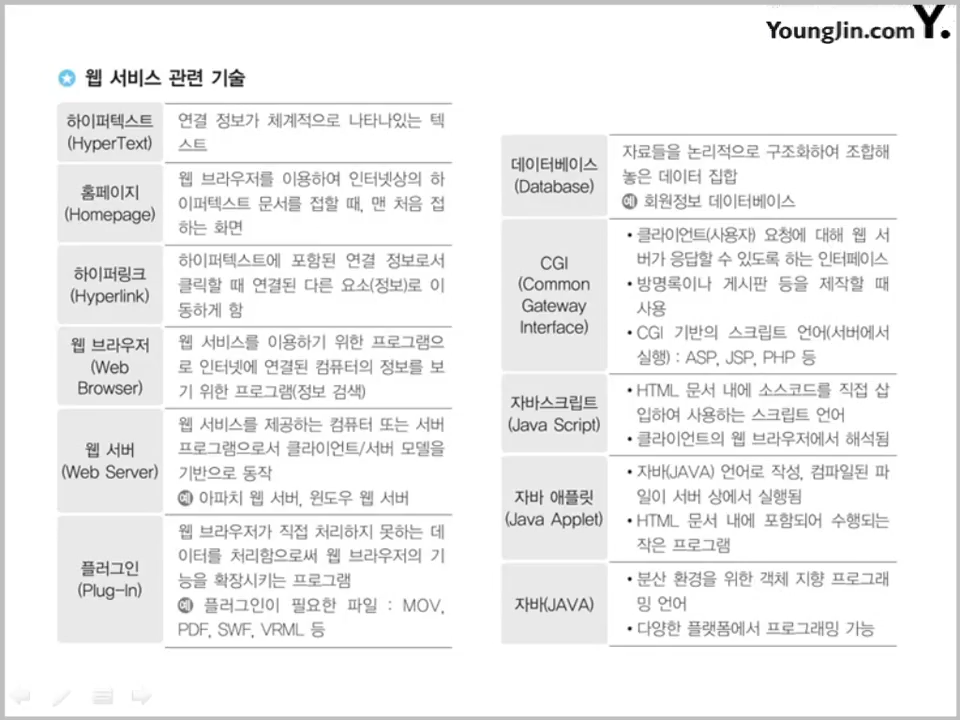 YoungJin.com Y.
웹 서비스 관련 기술
하이퍼텍스트
(HyperText)
연결 정보가 체계적으로 나타나있는 텍
스트
홈페이지
(Homepage)
웹 브라우저를 이용하여 인터넷상의 하
이퍼텍스트 문서를 접할 때, 맨 처음 접
하는 화면
하이퍼링크
(Hyperlink)
하이퍼텍스트에 포함된 연결 정보로서
클릭할 때 연결된 다른 요소(정보)로 이
동하게 함
웹 브라우저
(Web
Browser)
웹 서비스를 이용하기 위한 프로그램으
로 인터넷에 연결된 컴퓨터의 정보를 보
기 위한 프로그램(정보 검색)
웹 서버
(Web Server)
웹 서비스를 제공하는 컴퓨터 또는 서버
프로그램으로서 클라이언트/서버 모델을
기반으로 동작
예 아파치 웹 서버, 윈도우 웹 서버
플러그인
(Plug-In)
웹 브라우저가 직접 처리하지 못하는 데
이터를 처리함으로써 웹 브라우저의 기
능을 확장시키는 프로그램
예 플러그인이 필요한 파일 : MOV,
PDF, SWF, VRML 등
데이터베이스
(Database)
자료들을 논리적으로 구조화하여 조합해
놓은 데이터 집합
예 회원정보 데이터베이스
CGI
(Common
Gateway
Interface)
• 클라이언트(사용자) 요청에 대해 웹 서
버가 응답할 수 있도록 하는 인터페이스
• 방명록이나 게시판 등을 제작할 때
사용
• CGI 기반의 스크립트 언어(서버에서
실행) : ASP, JSP, PHP 등
자바스크립트
(Java Script)
• HTML 문서 내에 소스코드를 직접 삽
입하여 사용하는 스크립트 언어
• 클라이언트의 웹 브라우저에서 해석됨
자바 애플릿
(Java Applet)
• 자바(JAVA) 언어로 작성, 컴파일된 파
일이 서버 상에서 실행됨
• HTML 문서 내에 포함되어 수행되는
작은 프로그램
자바(JAVA)
• 분산 환경을 위한 객체 지향 프로그래
밍 언어
• 다양한 플랫폼에서 프로그래밍 가능